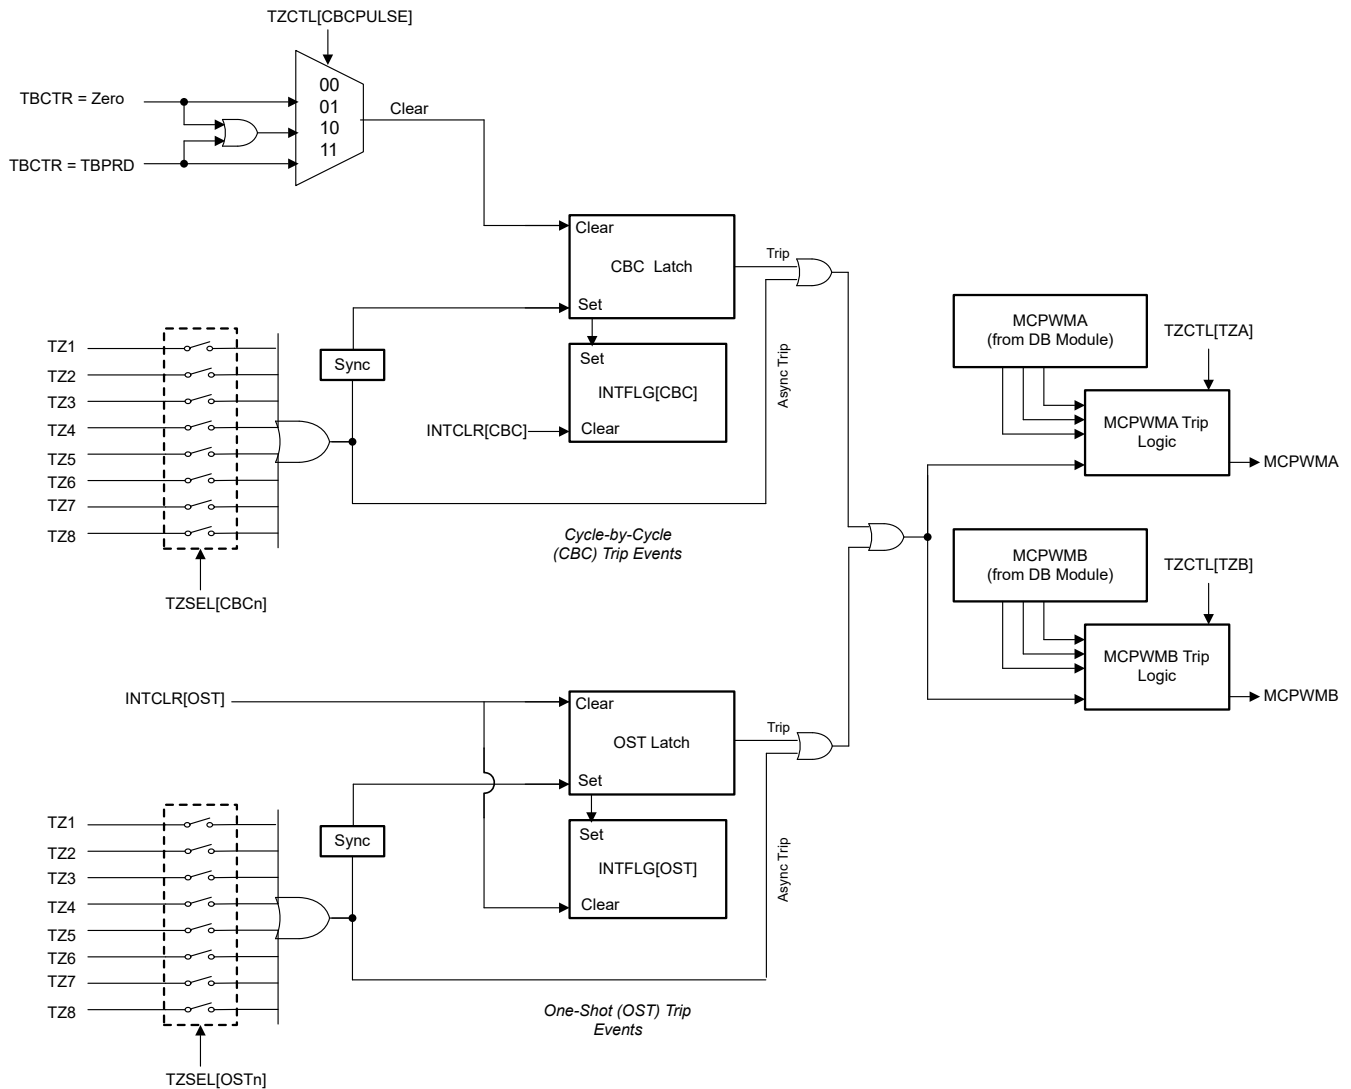 TZCTL[CBCPULSE]
TBCTR = Zero
TBCTR = TBPRD
00
01
10
11
Clear
Clear
CBC Latch
Set
Trip
Set
INTFLG[CBC]
Clear
INTCLR[CBC]
Sync
Async Trip
TZ1
TZ2
TZ3
TZ4
TZ5
TZ6
TZ7
TZ8
TZSEL[CBCn]
Cycle-by-Cycle
(CBC) Trip Events
MCPWMA
(from DB Module)
TZCTL[TZA]
MCPWMA Trip
Logic
MCPWMA
MCPWMB
(from DB Module)
TZCTL[TZB]
MCPWMB Trip
Logic
MCPWMB
INTCLR[OST]
Clear
OST Latch
Set
Trip
Set
INTFLG[OST]
Clear
Sync
Async Trip
TZ1
TZ2
TZ3
TZ4
TZ5
TZ6
TZ7
TZ8
TZSEL[OSTn]
One-Shot (OST) Trip
Events